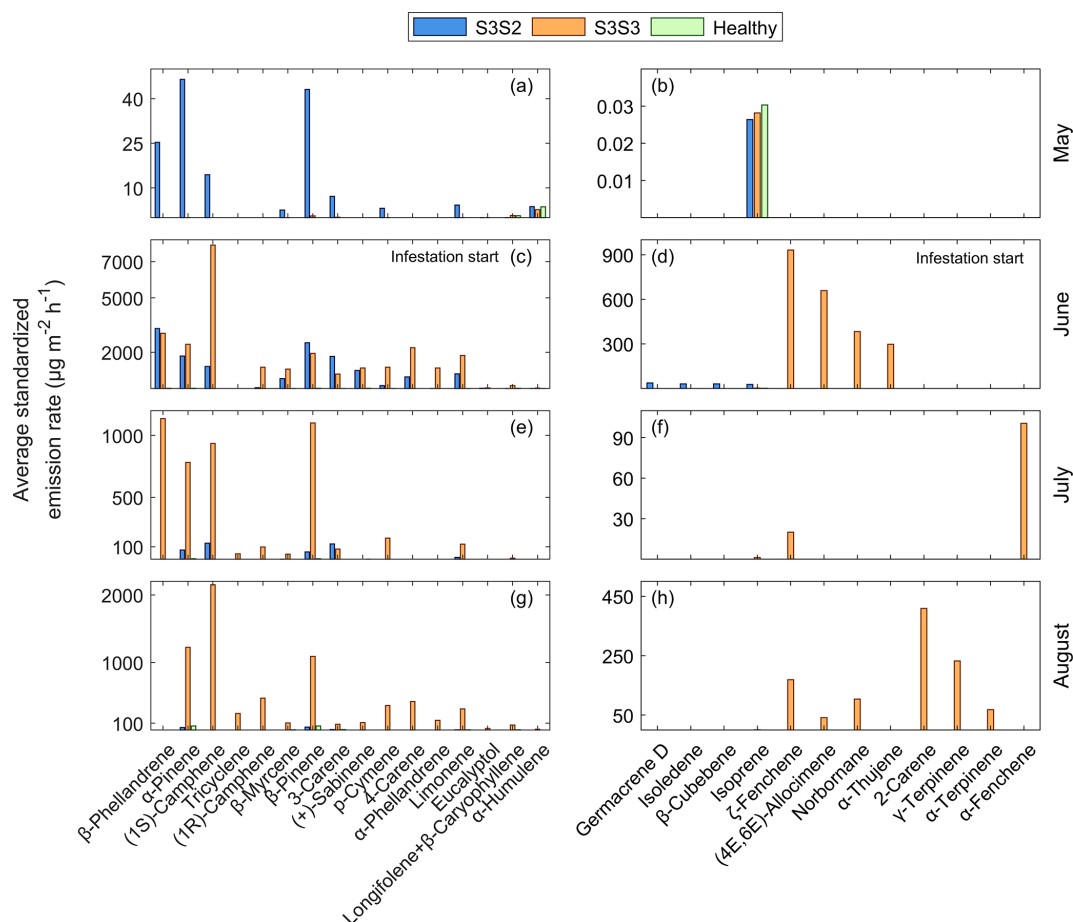 S3S2 S3S3 Healthy
(a)
40
25
10
(b)
0.03
0.02
0.01
May
Infestation start (c)
7000
5000
2000
(d) Infestation start
900
600
300
June
Average standardized
emission rate (μg m⁻² h⁻¹)
(e)
1000
500
100
(f)
90
60
30
July
(g)
2000
1000
100
(h)
450
250
50
August
β-Phellandrene
α-Pinene
(1S)-Camphene
Tricyclene
(1R)-Camphene
β-Myrcene
β-Pinene
3-Carene
(+)-Sabinene
p-Cymene
4-Carene
α-Phellandrene
Limonene
Eucalyptol
Longifolene+β-Caryophyllene
α-Humulene
Germacrene D
Isoledene
β-Cubebene
Isoprene
ζ-Fenchene
(4E,6E)-Allocimene
Norbornane
α-Thujene
2-Carene
γ-Terpinene
α-Terpinene
α-Fenchene